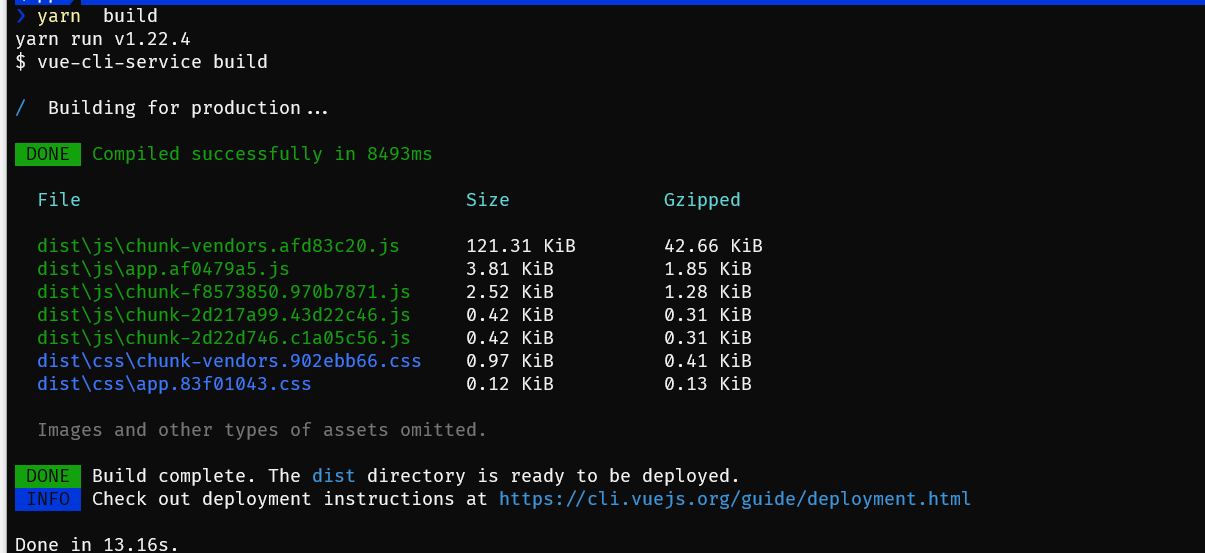 ❯ yarn  build
yarn run v1.22.4
$ vue-cli-service build
/  Building for production...
DONE  Compiled successfully in 8493ms
File  Size  Gzipped
dist\js\chunk-vendors.afd83c20.js  121.31 KiB  42.66 KiB
dist\js\app.af0479a5.js  3.81 KiB  1.85 KiB
dist\js\chunk-f8573850.970b7871.js  2.52 KiB  1.28 KiB
dist\js\chunk-2d217a99.43d22c46.js  0.42 KiB  0.31 KiB
dist\js\chunk-2d22d746.c1a05c56.js  0.42 KiB  0.31 KiB
dist\css\chunk-vendors.902ebb66.css  0.97 KiB  0.41 KiB
dist\css\app.83f01043.css  0.12 KiB  0.13 KiB
Images and other types of assets omitted.
DONE  Build complete. The dist directory is ready to be deployed.
INFO  Check out deployment instructions at https://cli.vuejs.org/guide/deployment.html
Done in 13.16s.